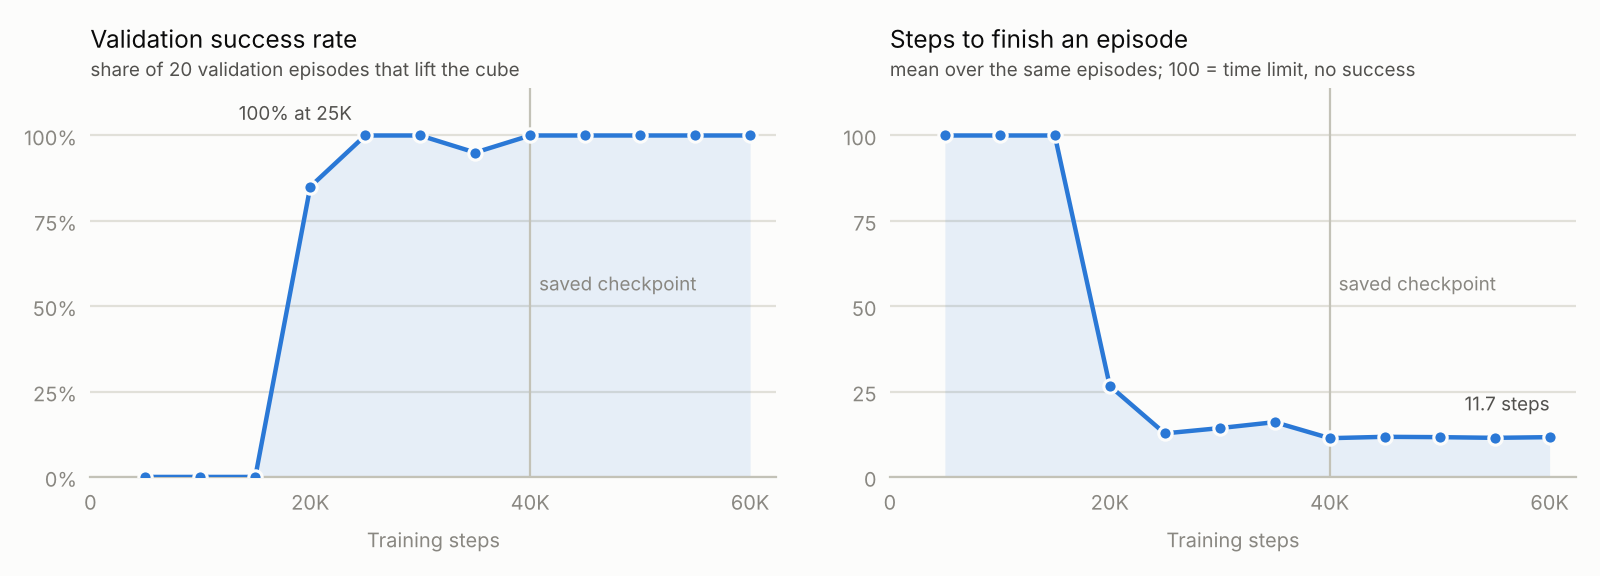 Validation success rate
share of 20 validation episodes that lift the cube
100% at 25K
100%
75%
50%
25%
0%
saved checkpoint
0
20K
40K
60K
Training steps
Steps to finish an episode
mean over the same episodes; 100 = time limit, no success
100
75
50
25
0
saved checkpoint
11.7 steps
0
20K
40K
60K
Training steps